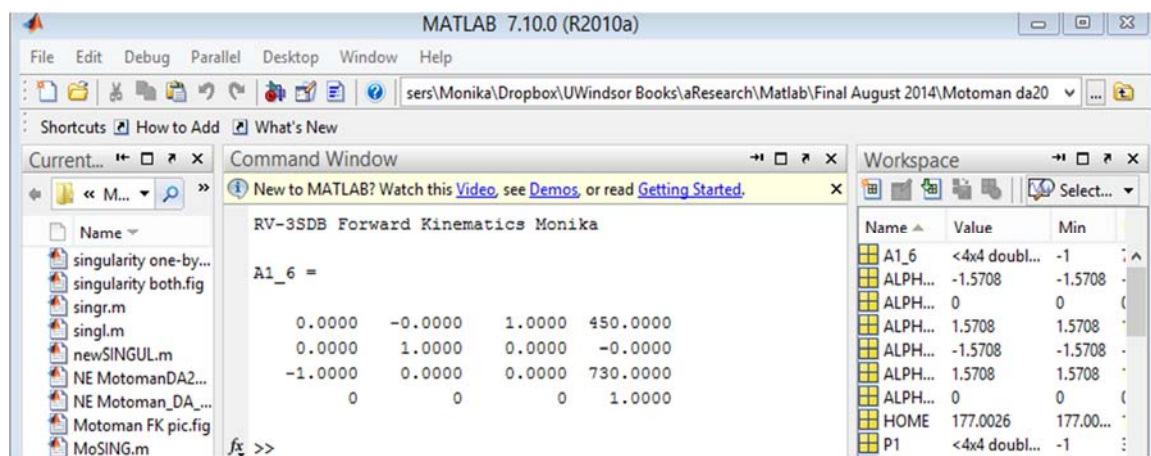 MATLAB 7.10.0 (R2010a)
File Edit Debug Parallel Desktop Window Help
sers\Monika\Dropbox\UWindsor Books\aResearch\Matlab\Final August 2014\Motoman da20
Shortcuts How to Add What's New
Current...
« M...
Name
singularity one-by...
singularity both.fig
singr.m
singl.m
newSINGUL.m
NE MotomanDA2...
NE Motoman_DA_...
Motoman FK pic.fig
MoSING.m
Command Window
New to MATLAB? Watch this Video, see Demos, or read Getting Started.
RV-3SDB Forward Kinematics Monika
A1_6 =
0.0000 -0.0000 1.0000 450.0000
0.0000 1.0000 0.0000 -0.0000
-1.0000 0.0000 0.0000 730.0000
0 0 0 1.0000
fx >>
Workspace
Select...
Name Value Min
A1_6 <4x4 doubl... -1
ALPH... -1.5708 -1.5708
ALPH... 0 0
ALPH... 1.5708 1.5708
ALPH... -1.5708 -1.5708
ALPH... 1.5708 1.5708
ALPH... 0 0
HOME 177.0026 177.00...
P1 <4x4 doubl... -1